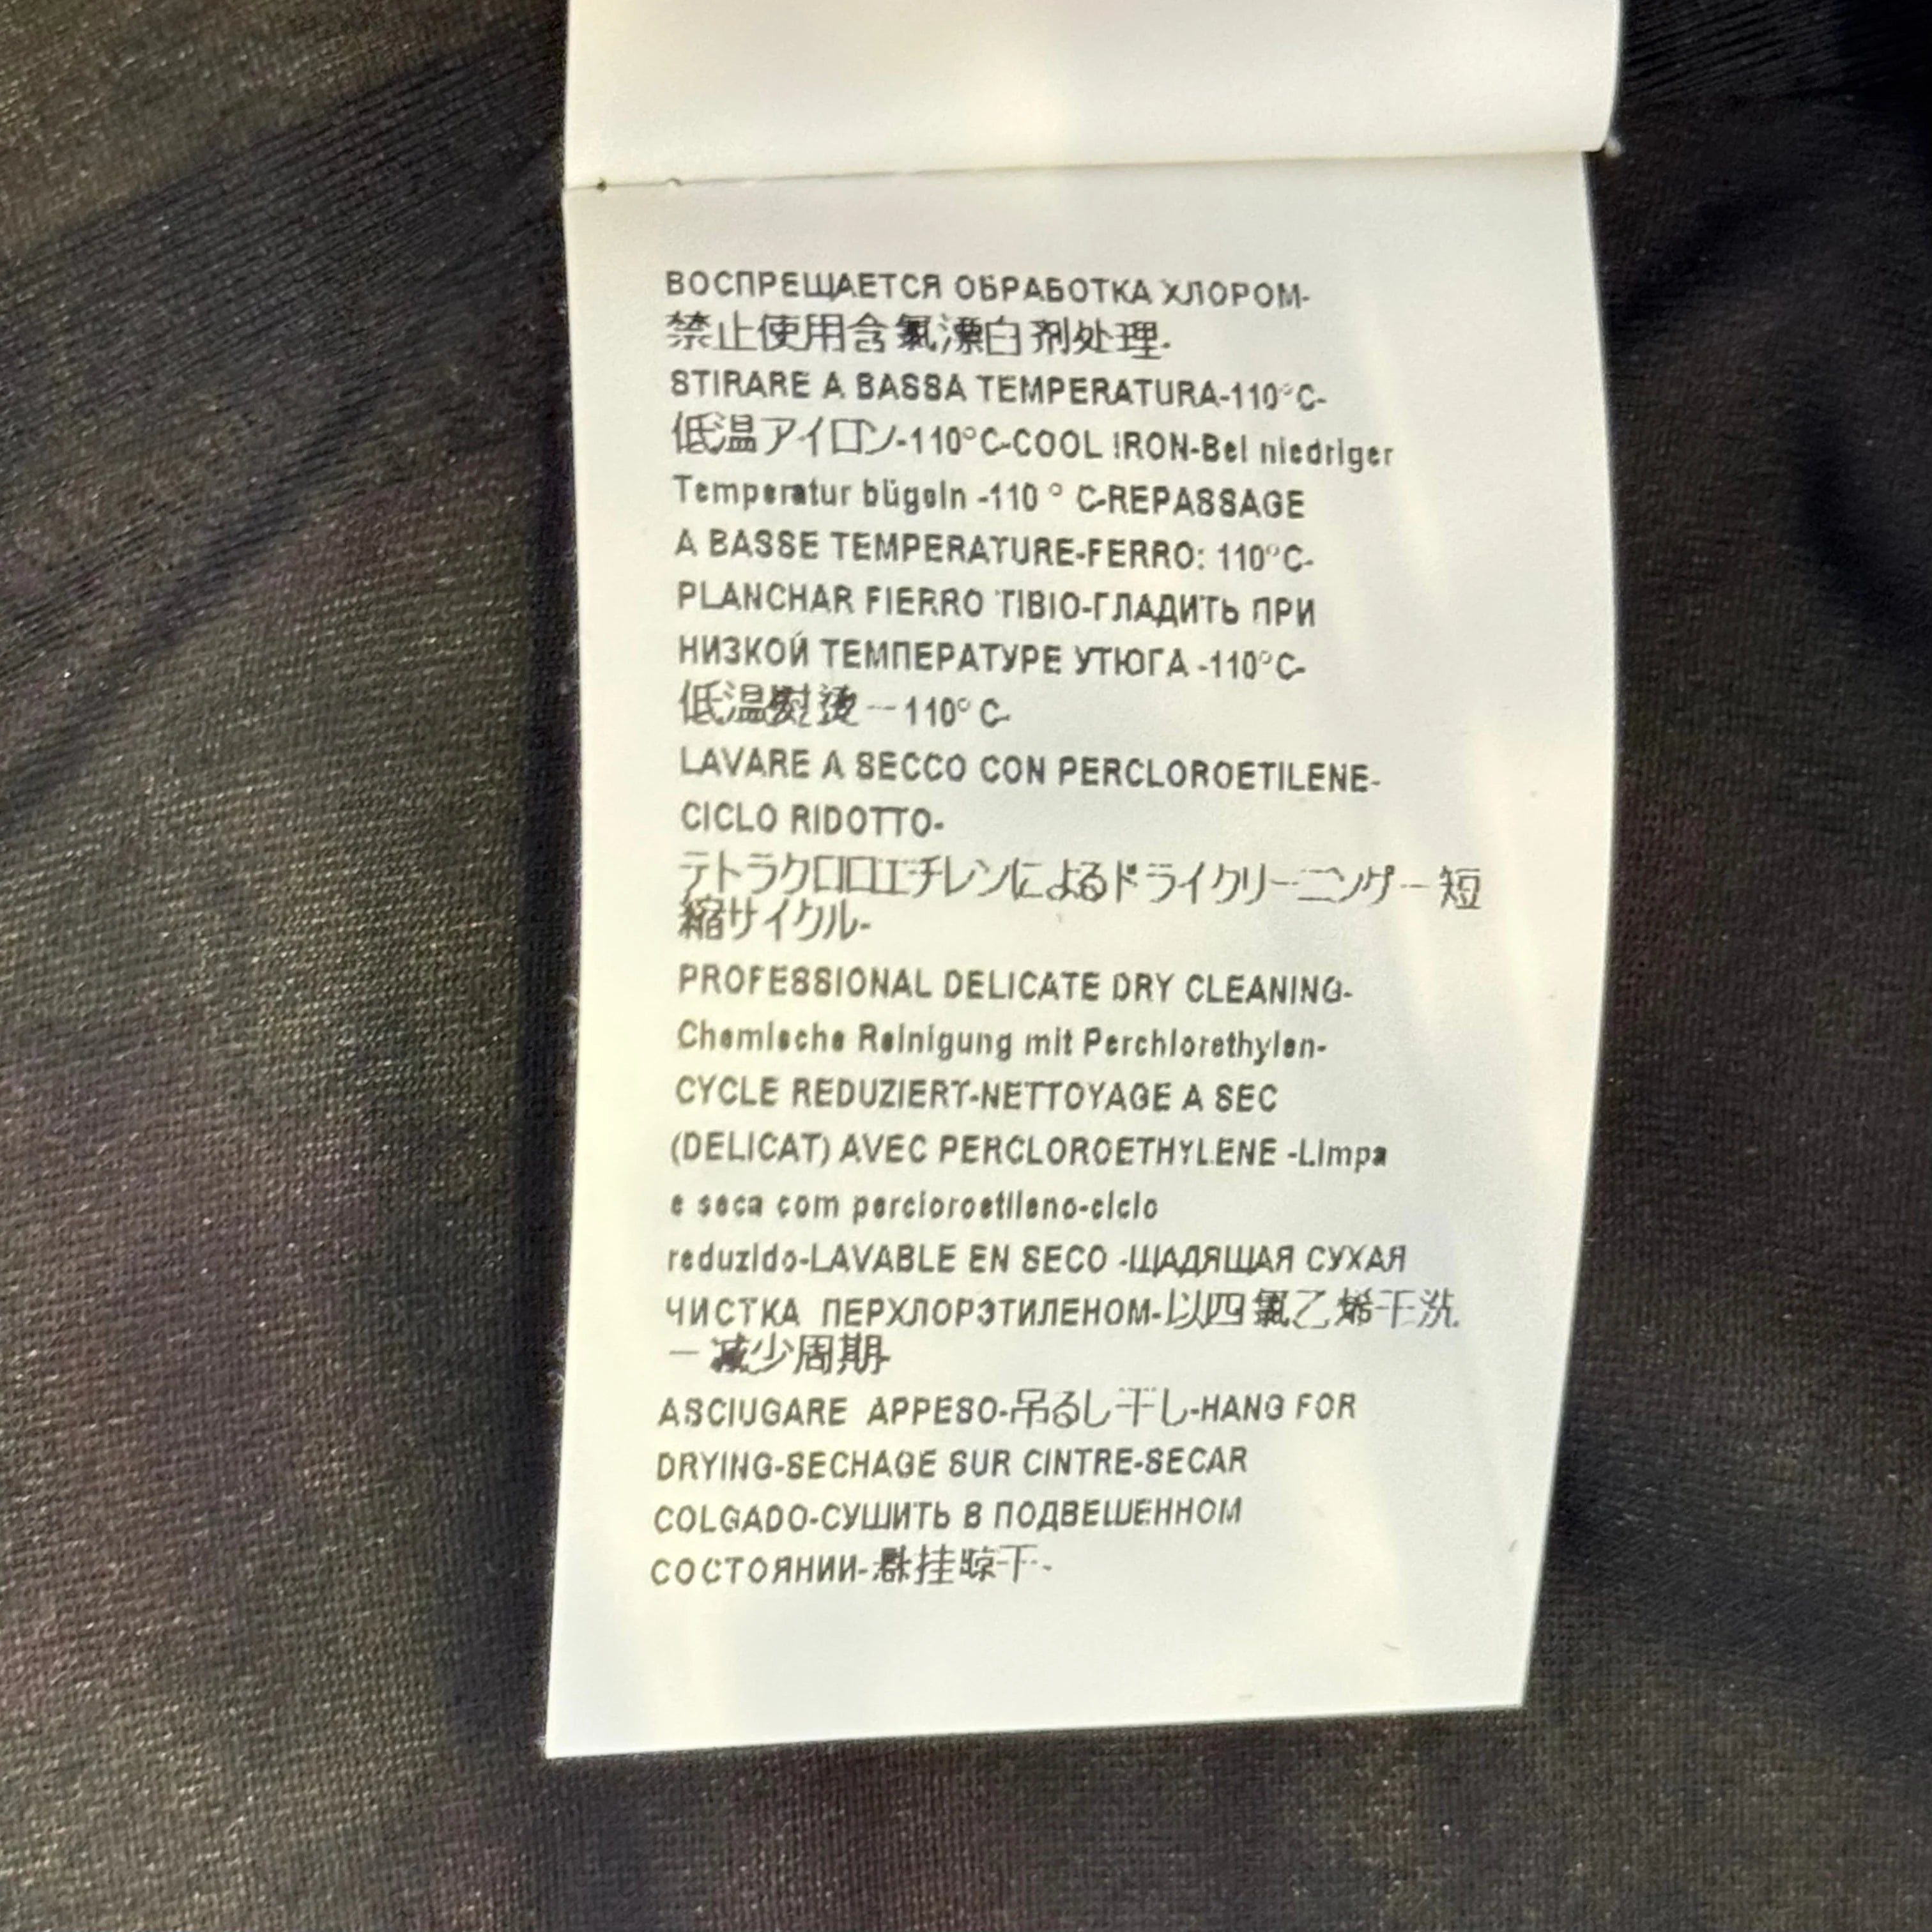 ВОСПРЕЩАЕТСЯ ОБРАБОТКА ХЛОРОМ-
禁止使用含氯漂白剂处理-
STIRARE A BASSA TEMPERATURA-110°C-
低温アイロン-110°C-COOL IRON-Bei niedriger
Temperatur bügeln -110 ° C-REPASSAGE
A BASSE TEMPERATURE-FERRO: 110°C-
PLANCHAR FIERRO TIBIO-ГЛАДИТЬ ПРИ
НИЗКОЙ ТЕМПЕРАТУРЕ УТЮГА -110°C-
低温熨烫－110°C-
LAVARE A SECCO CON PERCLOROETILENE-
CICLO RIDOTTO-
テトラクロロエチレンによるドライクリーニング－短
縮サイクル-
PROFESSIONAL DELICATE DRY CLEANING-
Chemische Reinigung mit Perchlorethylen-
CYCLE REDUZIERT-NETTOYAGE A SEC
(DELICAT) AVEC PERCLOROETHYLENE -Limpa
e seca com percloroetileno-ciclo
reduzido-LAVABLE EN SECO -ЩАДЯЩАЯ СУХАЯ
ЧИСТКА ПЕРХЛОРЭТИЛЕНОМ-以四氯乙烯干洗
－减少周期-
ASCIUGARE APPESO-吊るし干し-HANG FOR
DRYING-SECHAGE SUR CINTRE-SECAR
COLGADO-СУШИТЬ В ПОДВЕШЕННОМ
СОСТОЯНИИ-悬挂晾干-